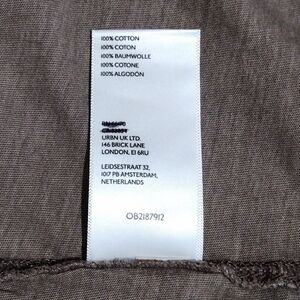 100% COTTON
100% COTON
100% BAUMWOLLE
100% COTONE
100% ALGODÓN
URBN UK LTD.
146 BRICK LANE
LONDON, E1 6RU
LEIDSESTRAAT 32,
1017 PB AMSTERDAM,
NETHERLANDS
OB2187912